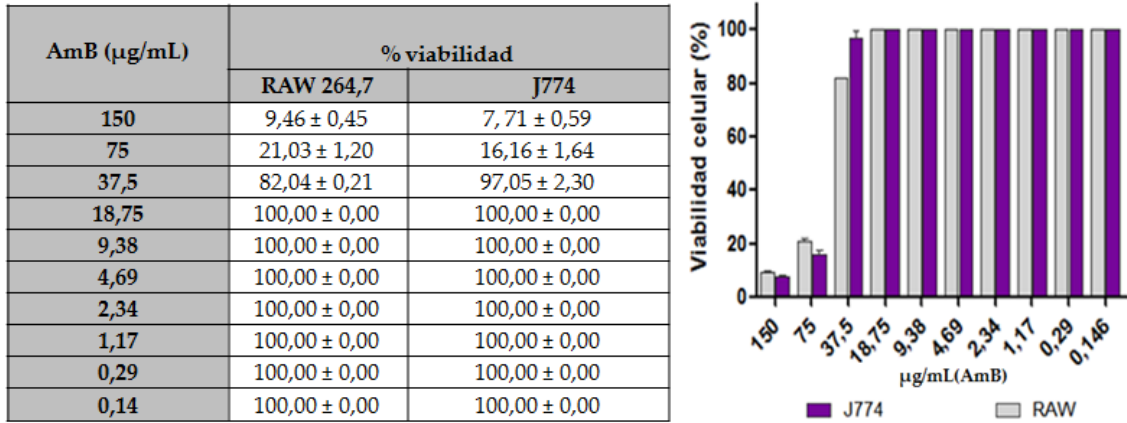 AmB (µg/mL) % viabilidad
RAW 264,7 J774
150 9,46 ± 0,45 7, 71 ± 0,59
75 21,03 ± 1,20 16,16 ± 1,64
37,5 82,04 ± 0,21 97,05 ± 2,30
18,75 100,00 ± 0,00 100,00 ± 0,00
9,38 100,00 ± 0,00 100,00 ± 0,00
4,69 100,00 ± 0,00 100,00 ± 0,00
2,34 100,00 ± 0,00 100,00 ± 0,00
1,17 100,00 ± 0,00 100,00 ± 0,00
0,29 100,00 ± 0,00 100,00 ± 0,00
0,14 100,00 ± 0,00 100,00 ± 0,00
Viabilidad celular (%)
100
80
60
40
20
0
150 75 37,5 18,75 9,38 4,69 2,34 1,17 0,29 0,146
µg/mL(AmB)
J774 RAW